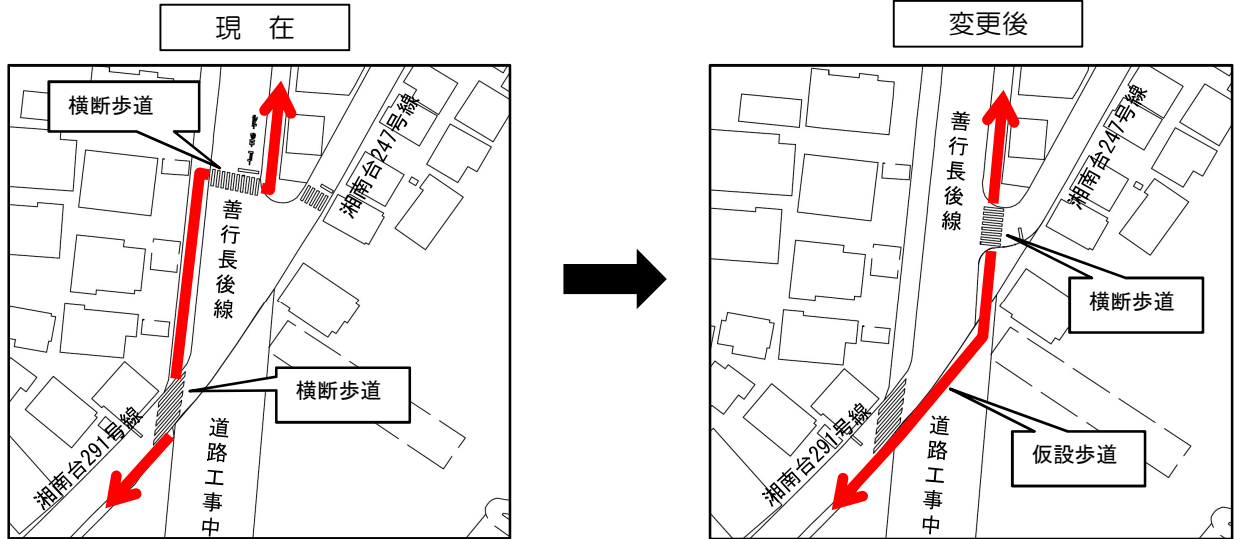 現 在
横断歩道
湘南台247号線
善行長後線
横断歩道
湘南台291号線
道路工事中
変更後
善行長後線
湘南台247号線
横断歩道
仮設歩道
湘南台291号線
道路工事中